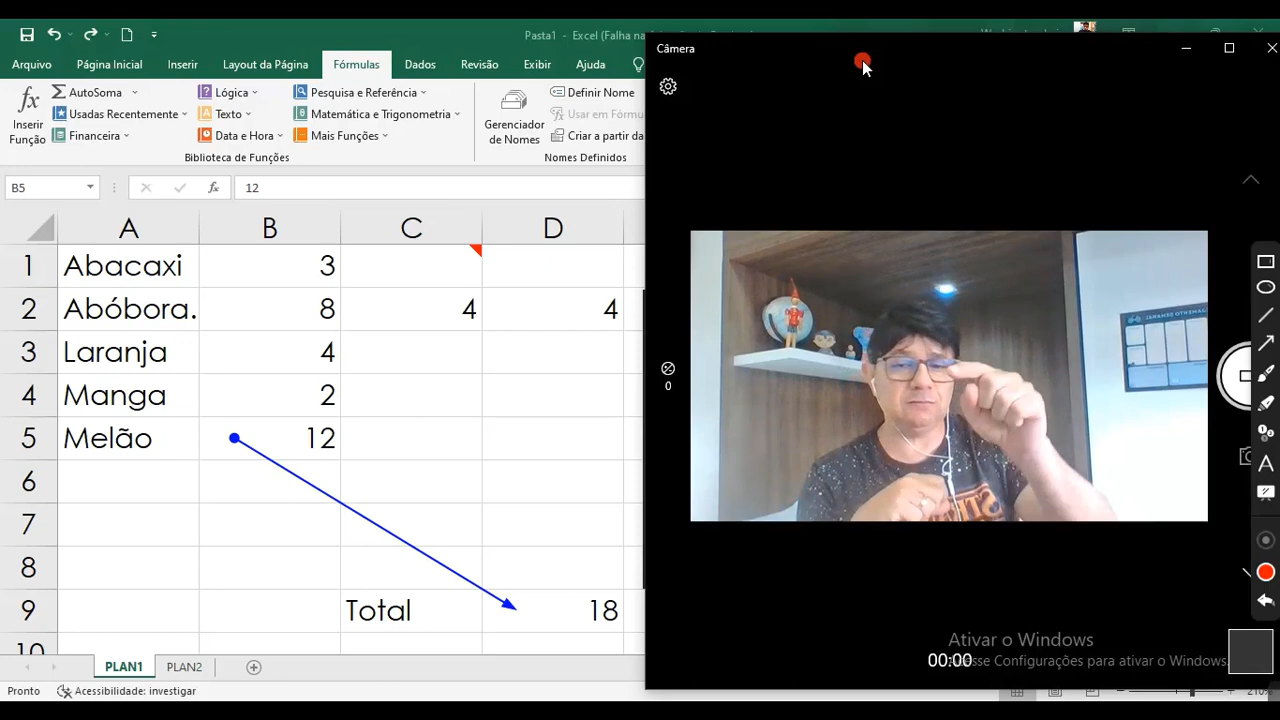 Pasta1 - Excel (Falha na
Câmera
Arquivo Página Inicial Inserir Layout da Página Fórmulas Dados Revisão Exibir Ajuda
fx Inserir Função
AutoSoma
Usadas Recentemente
Financeira
Lógica
Texto
Data e Hora
Pesquisa e Referência
Matemática e Trigonometria
Mais Funções
Biblioteca de Funções
Gerenciador de Nomes
Definir Nome
Usar em Fórmu
Criar a partir da
Nomes Definidos
B5 fx 12
A B C D
1 Abacaxi 3
2 Abóbora. 8 4 4
3 Laranja 4
4 Manga 2
5 Melão 12
6
7
8
9 Total 18
10
0
A
PLAN1 PLAN2
Pronto Acessibilidade: investigar
Ativar o Windows
00:00
esse Configurações para ativar o Windows.
210%